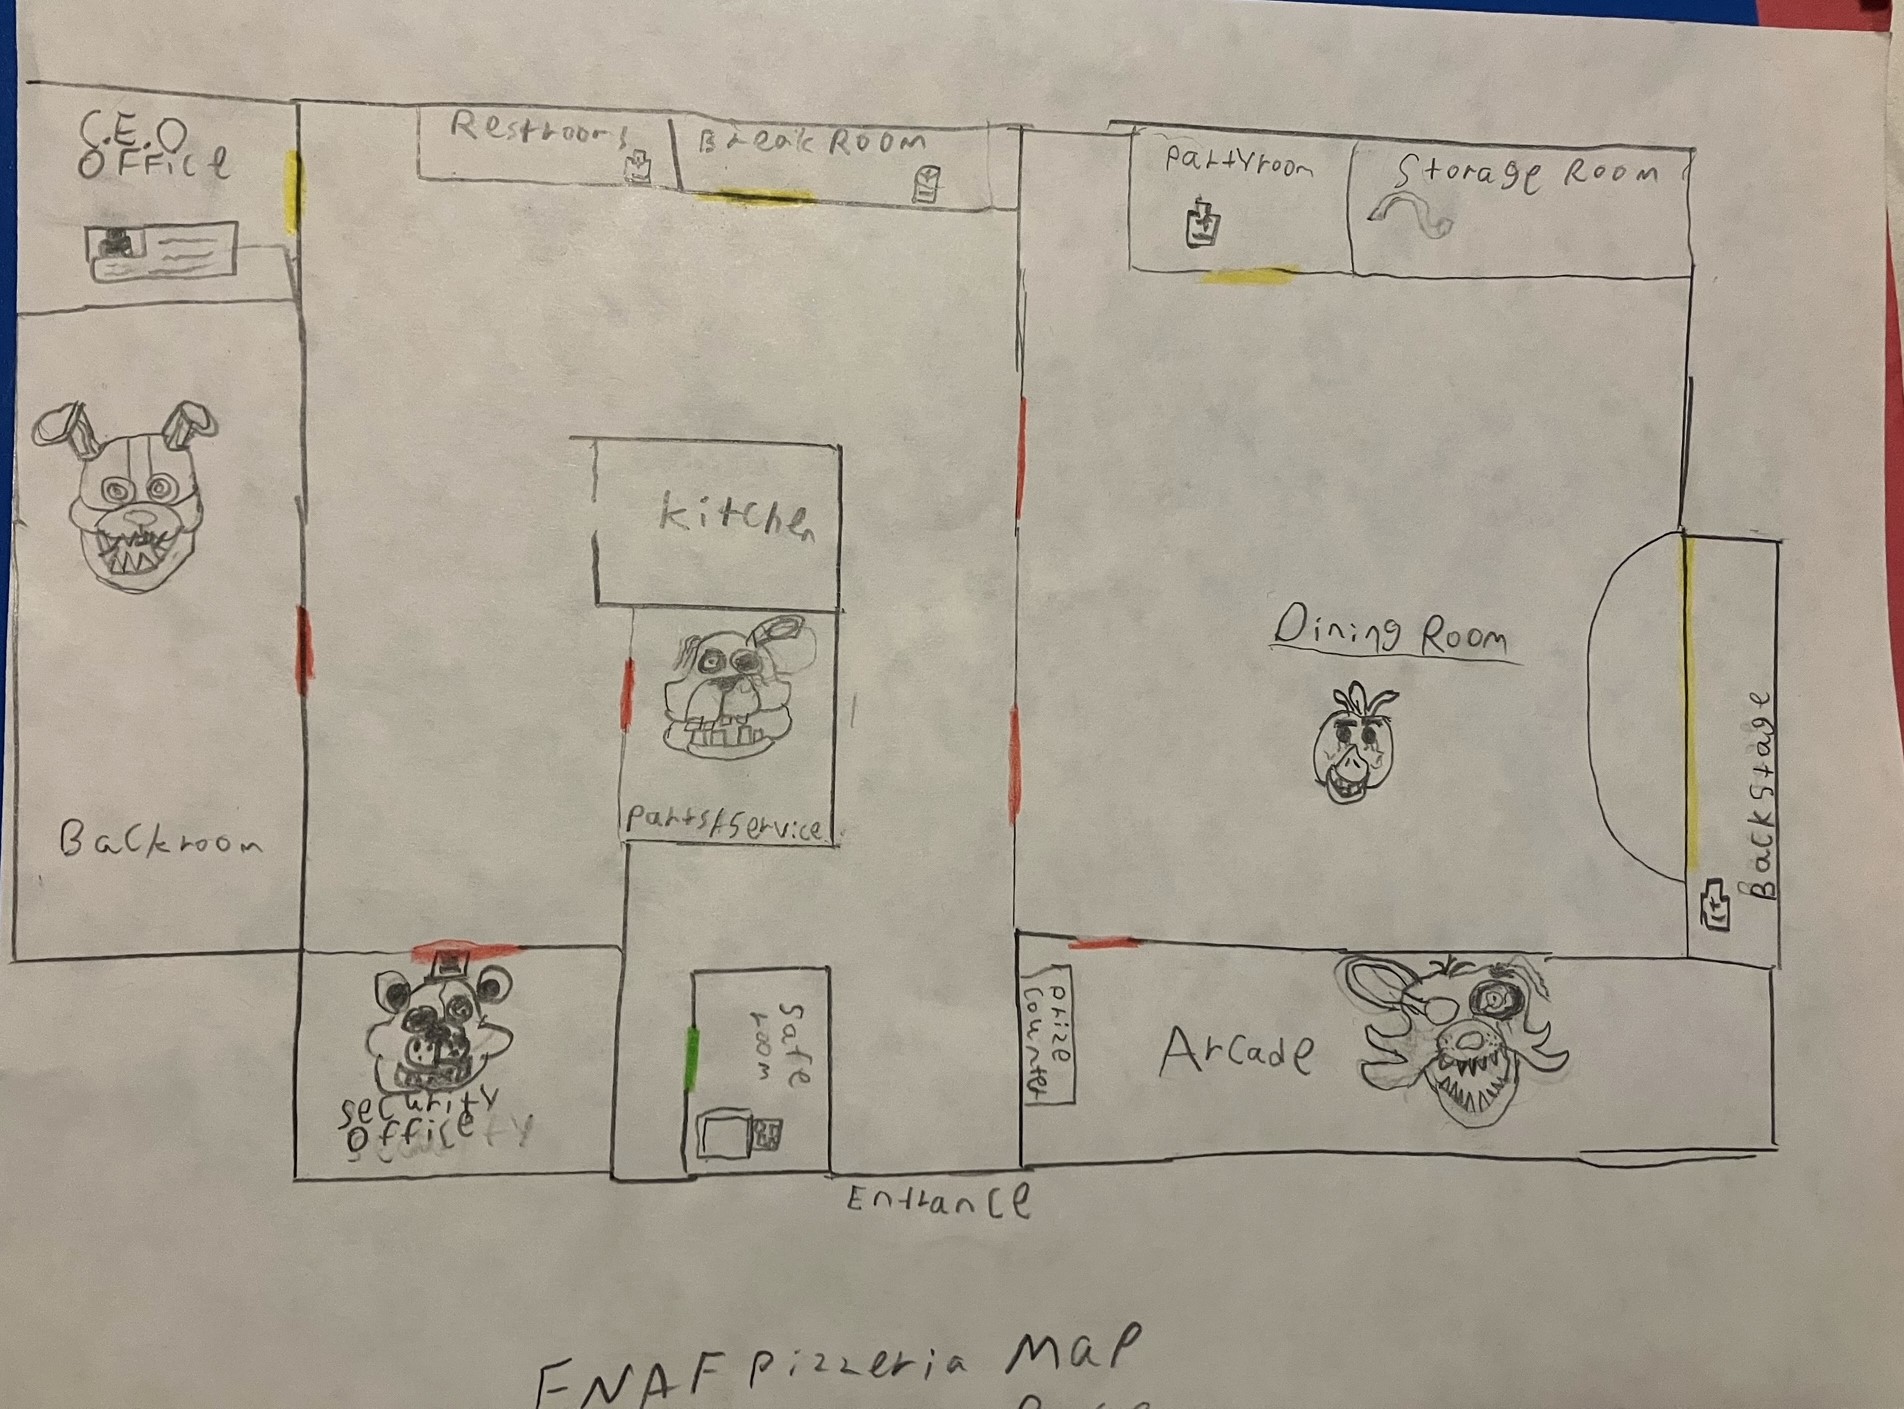 C.E.O
OFFice
Restrooms
Break Room
Partyroom
Storage Room
Kitchen
Dining Room
Parts&Service
Backroom
Backstage
Safe
room
Prize
Counter
Arcade
Security
Office
Entrance
FNAF Pizzeria Map